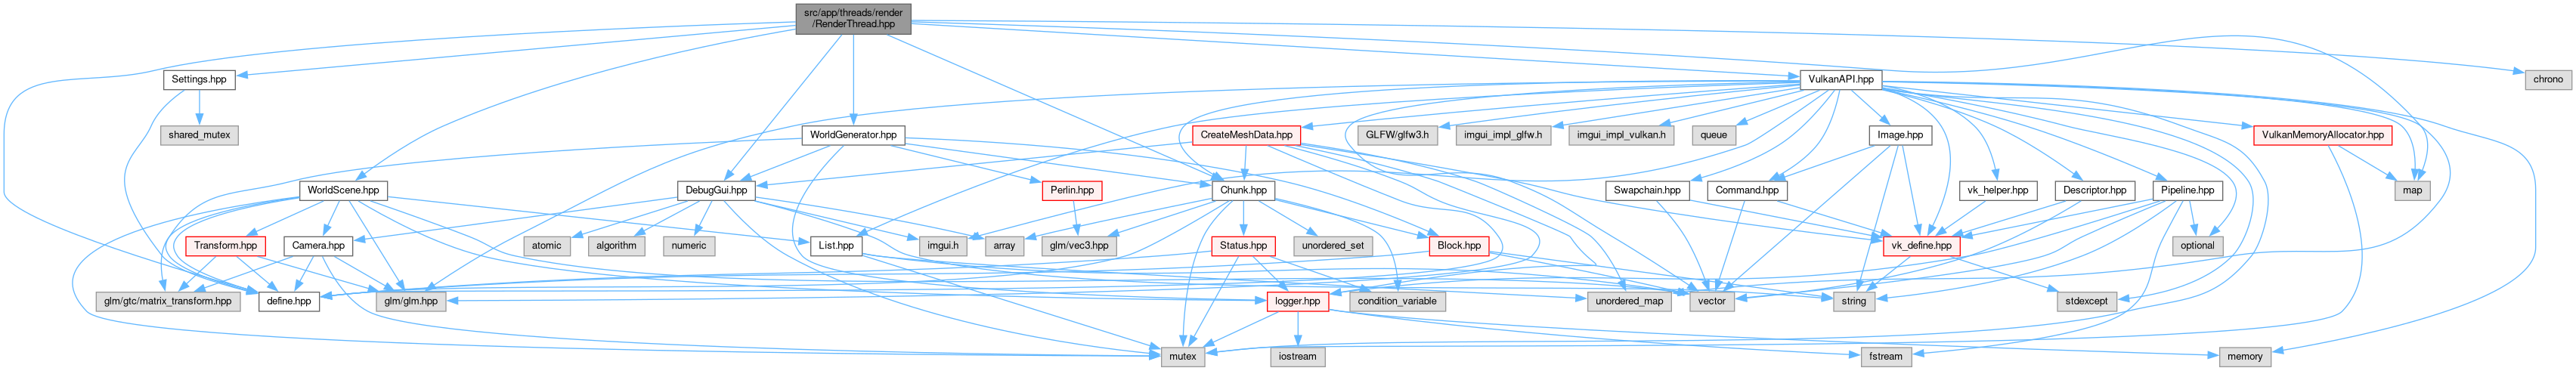 src/app/threads/render
/RenderThread.hpp
Settings.hpp
VulkanAPI.hpp
chrono
shared_mutex
WorldGenerator.hpp
CreateMeshData.hpp
GLFW/glfw3.h
imgui_impl_glfw.h
imgui_impl_vulkan.h
queue
Image.hpp
VulkanMemoryAllocator.hpp
WorldScene.hpp
DebugGui.hpp
Perlin.hpp
Chunk.hpp
Swapchain.hpp
Command.hpp
vk_helper.hpp
Descriptor.hpp
Pipeline.hpp
map
Transform.hpp
Camera.hpp
atomic
algorithm
numeric
List.hpp
imgui.h
array
glm/vec3.hpp
Status.hpp
unordered_set
Block.hpp
vk_define.hpp
optional
glm/gtc/matrix_transform.hpp
define.hpp
glm/glm.hpp
logger.hpp
condition_variable
unordered_map
vector
string
stdexcept
mutex
iostream
fstream
memory